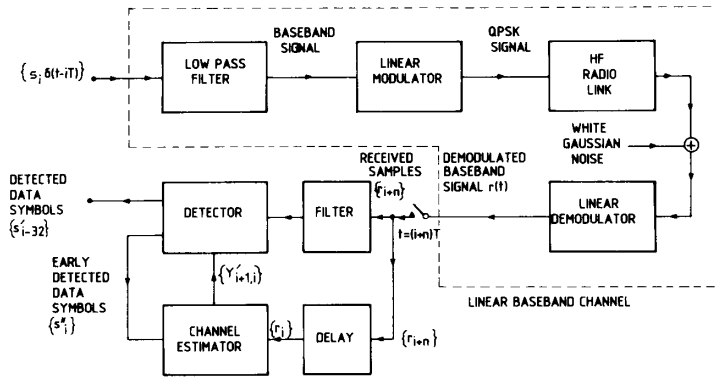 {s_i δ(t-iT)}
LOW PASS
FILTER
BASEBAND
SIGNAL
LINEAR
MODULATOR
QPSK
SIGNAL
HF
RADIO
LINK
WHITE
GAUSSIAN
NOISE
LINEAR
DEMODULATOR
DEMODULATED
BASEBAND
SIGNAL r(t)
RECEIVED
SAMPLES
{r_{i+n}}
t=(i+n)T
FILTER
DETECTOR
DETECTED
DATA
SYMBOLS
{s'_{i-32}}
EARLY
DETECTED
DATA
SYMBOLS
{s''_i}
{Y'_{i+1,i}}
CHANNEL
ESTIMATOR
{r_i}
DELAY
{r_{i+n}}
LINEAR BASEBAND CHANNEL